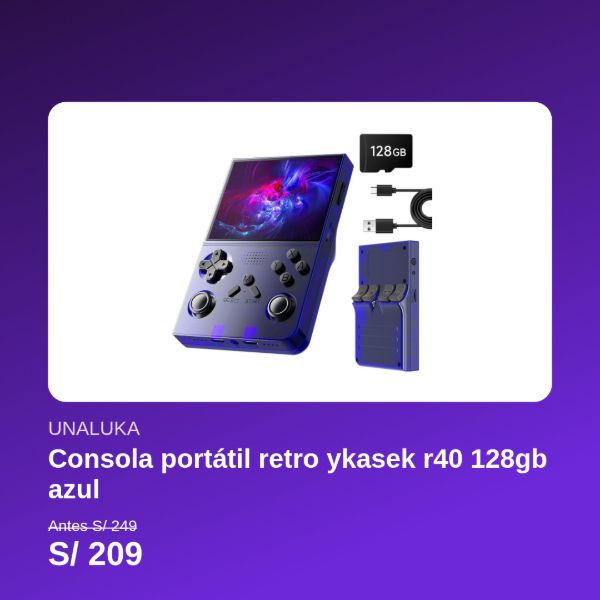 128GB
UNALUKA
Consola portátil retro ykasek r40 128gb
azul
Antes S/ 249
S/ 209